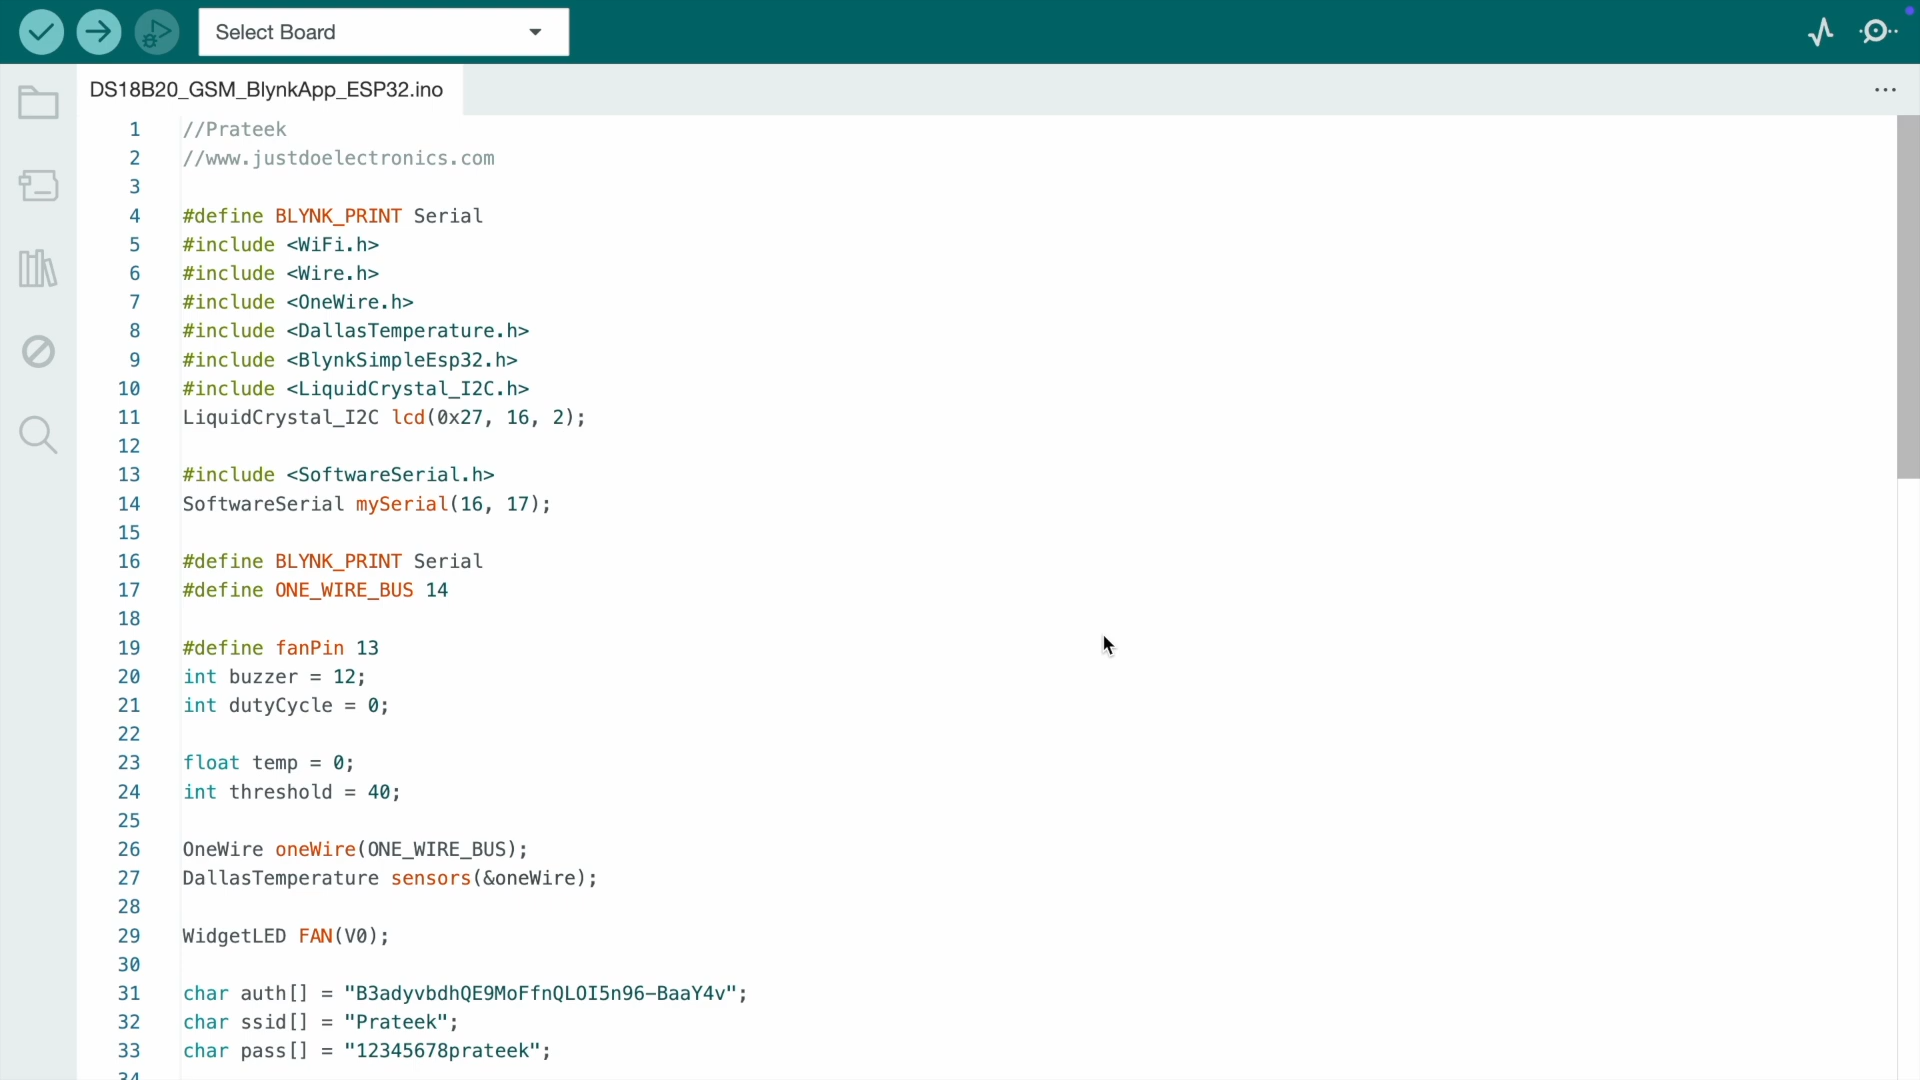 Select Board
DS18B20_GSM_BlynkApp_ESP32.ino
...
1 //Prateek
2 //www.justdoelectronics.com
3
4 #define BLYNK_PRINT Serial
5 #include <WiFi.h>
6 #include <Wire.h>
7 #include <OneWire.h>
8 #include <DallasTemperature.h>
9 #include <BlynkSimpleEsp32.h>
10 #include <LiquidCrystal_I2C.h>
11 LiquidCrystal_I2C lcd(0x27, 16, 2);
12
13 #include <SoftwareSerial.h>
14 SoftwareSerial mySerial(16, 17);
15
16 #define BLYNK_PRINT Serial
17 #define ONE_WIRE_BUS 14
18
19 #define fanPin 13
20 int buzzer = 12;
21 int dutyCycle = 0;
22
23 float temp = 0;
24 int threshold = 40;
25
26 OneWire oneWire(ONE_WIRE_BUS);
27 DallasTemperature sensors(&oneWire);
28
29 WidgetLED FAN(V0);
30
31 char auth[] = "B3adyvbdhQE9MoFfnQLOI5n96-BaaY4v";
32 char ssid[] = "Prateek";
33 char pass[] = "12345678prateek";
34